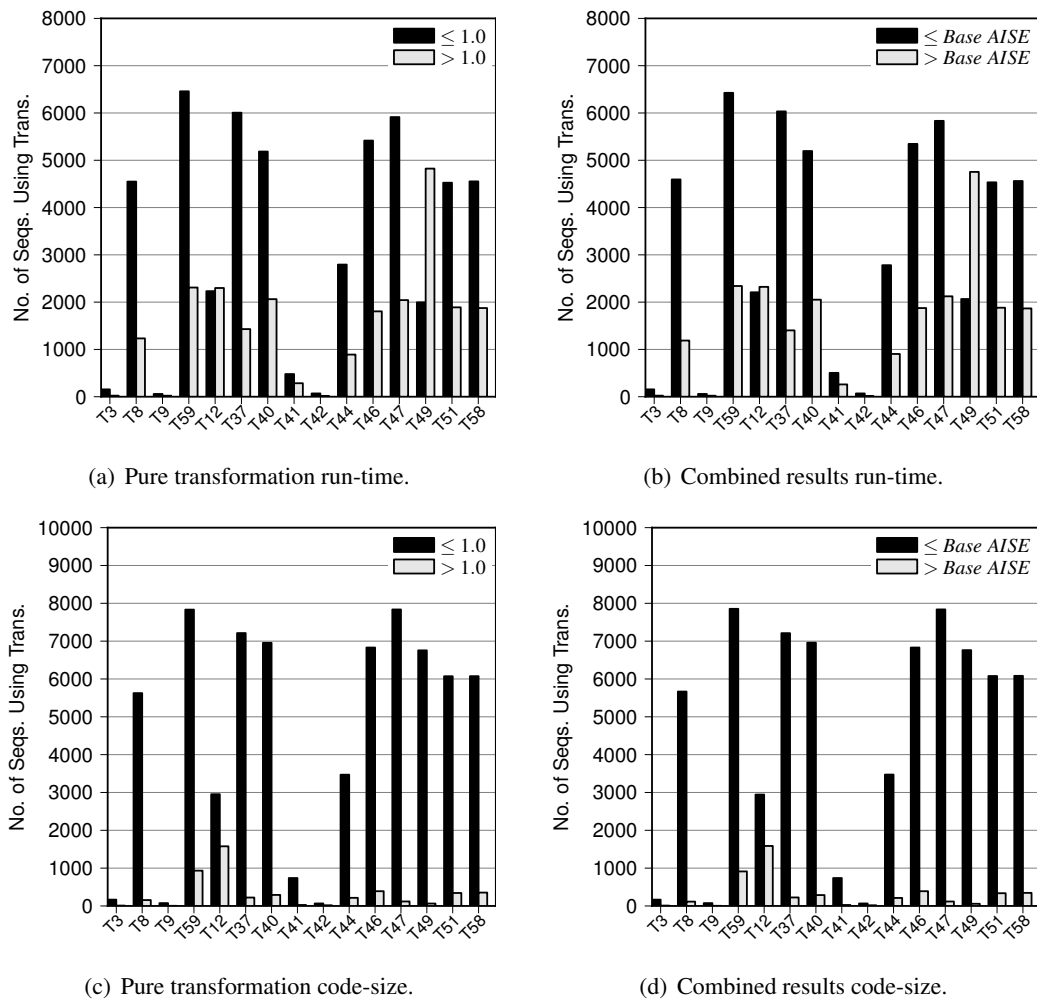 8000
7000
6000
5000
4000
3000
2000
1000
0
No. of Seqs. Using Trans.
≤ 1.0
> 1.0
T3 T8 T9 T59 T12 T37 T40 T41 T42 T44 T46 T47 T49 T51 T58
(a) Pure transformation run-time.
8000
7000
6000
5000
4000
3000
2000
1000
0
No. of Seqs. Using Trans.
≤ Base AISE
> Base AISE
T3 T8 T9 T59 T12 T37 T40 T41 T42 T44 T46 T47 T49 T51 T58
(b) Combined results run-time.
10000
9000
8000
7000
6000
5000
4000
3000
2000
1000
0
No. of Seqs. Using Trans.
≤ 1.0
> 1.0
T3 T8 T9 T59 T12 T37 T40 T41 T42 T44 T46 T47 T49 T51 T58
(c) Pure transformation code-size.
10000
9000
8000
7000
6000
5000
4000
3000
2000
1000
0
No. of Seqs. Using Trans.
≤ Base AISE
> Base AISE
T3 T8 T9 T59 T12 T37 T40 T41 T42 T44 T46 T47 T49 T51 T58
(d) Combined results code-size.